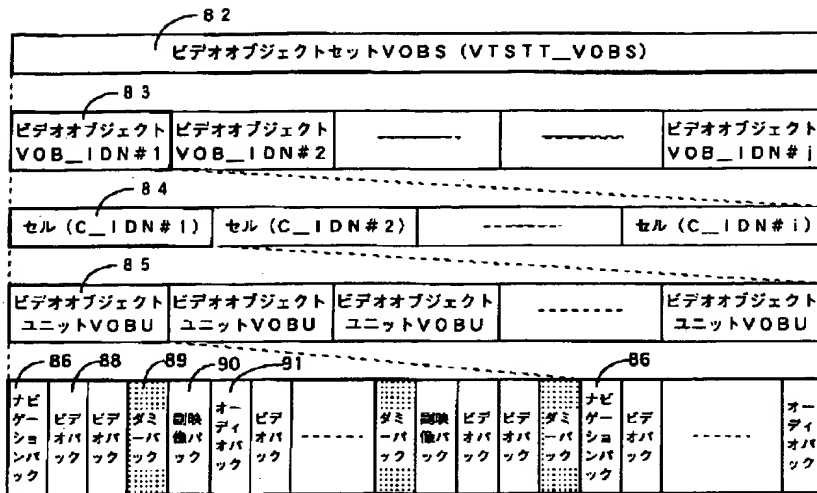 82
ビデオオブジェクトセットVOBS (VTSTT__VOBS)
83
ビデオオブジェクト
VOB__IDN#1
ビデオオブジェクト
VOB__IDN#2
ビデオオブジェクト
VOB__IDN#j
84
セル (C__IDN#1)
セル (C__IDN#2)
セル (C__IDN#i)
85
ビデオオブジェクト
ユニットVOBU
ビデオオブジェクト
ユニットVOBU
ビデオオブジェクト
ユニットVOBU
ビデオオブジェクト
ユニットVOBU
86
88
89
90
91
86
ナビゲーションパック
ビデオパック
ビデオパック
ダミーパック
副映像パック
オーディオパック
ビデオパック
ダミーパック
副映像パック
ビデオパック
ビデオパック
ダミーパック
ナビゲーションパック
ビデオパック
オーディオパック